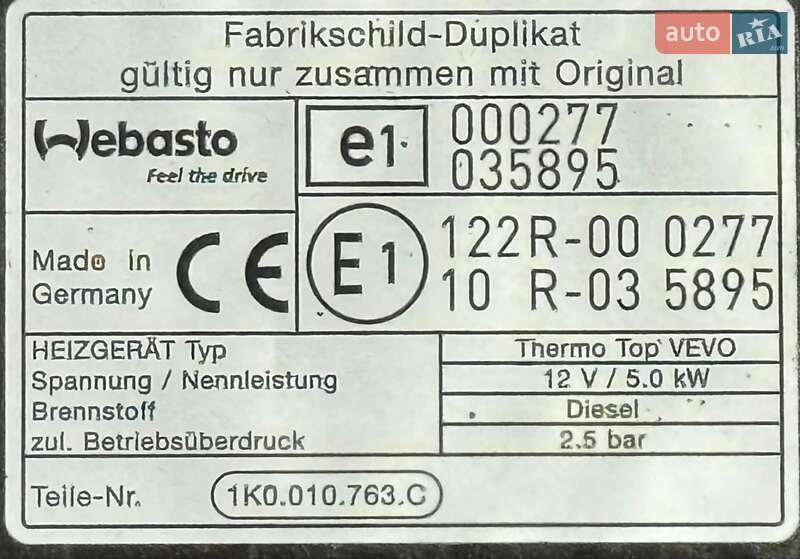 Fabrikschild-Duplikat
gültig nur zusammen mit Original
auto RIA.com
Webasto
Feel the drive
e1
000277
035895
Made in
Germany
CE
E1
122R-00 0277
10 R-03 5895
HEIZGERÄT Typ
Thermo Top VEVO
Spannung / Nennleistung
12 V / 5.0 kW
Brennstoff
Diesel
zul. Betriebsüberdruck
2.5 bar
Teile-Nr.
1K0.010.763.C